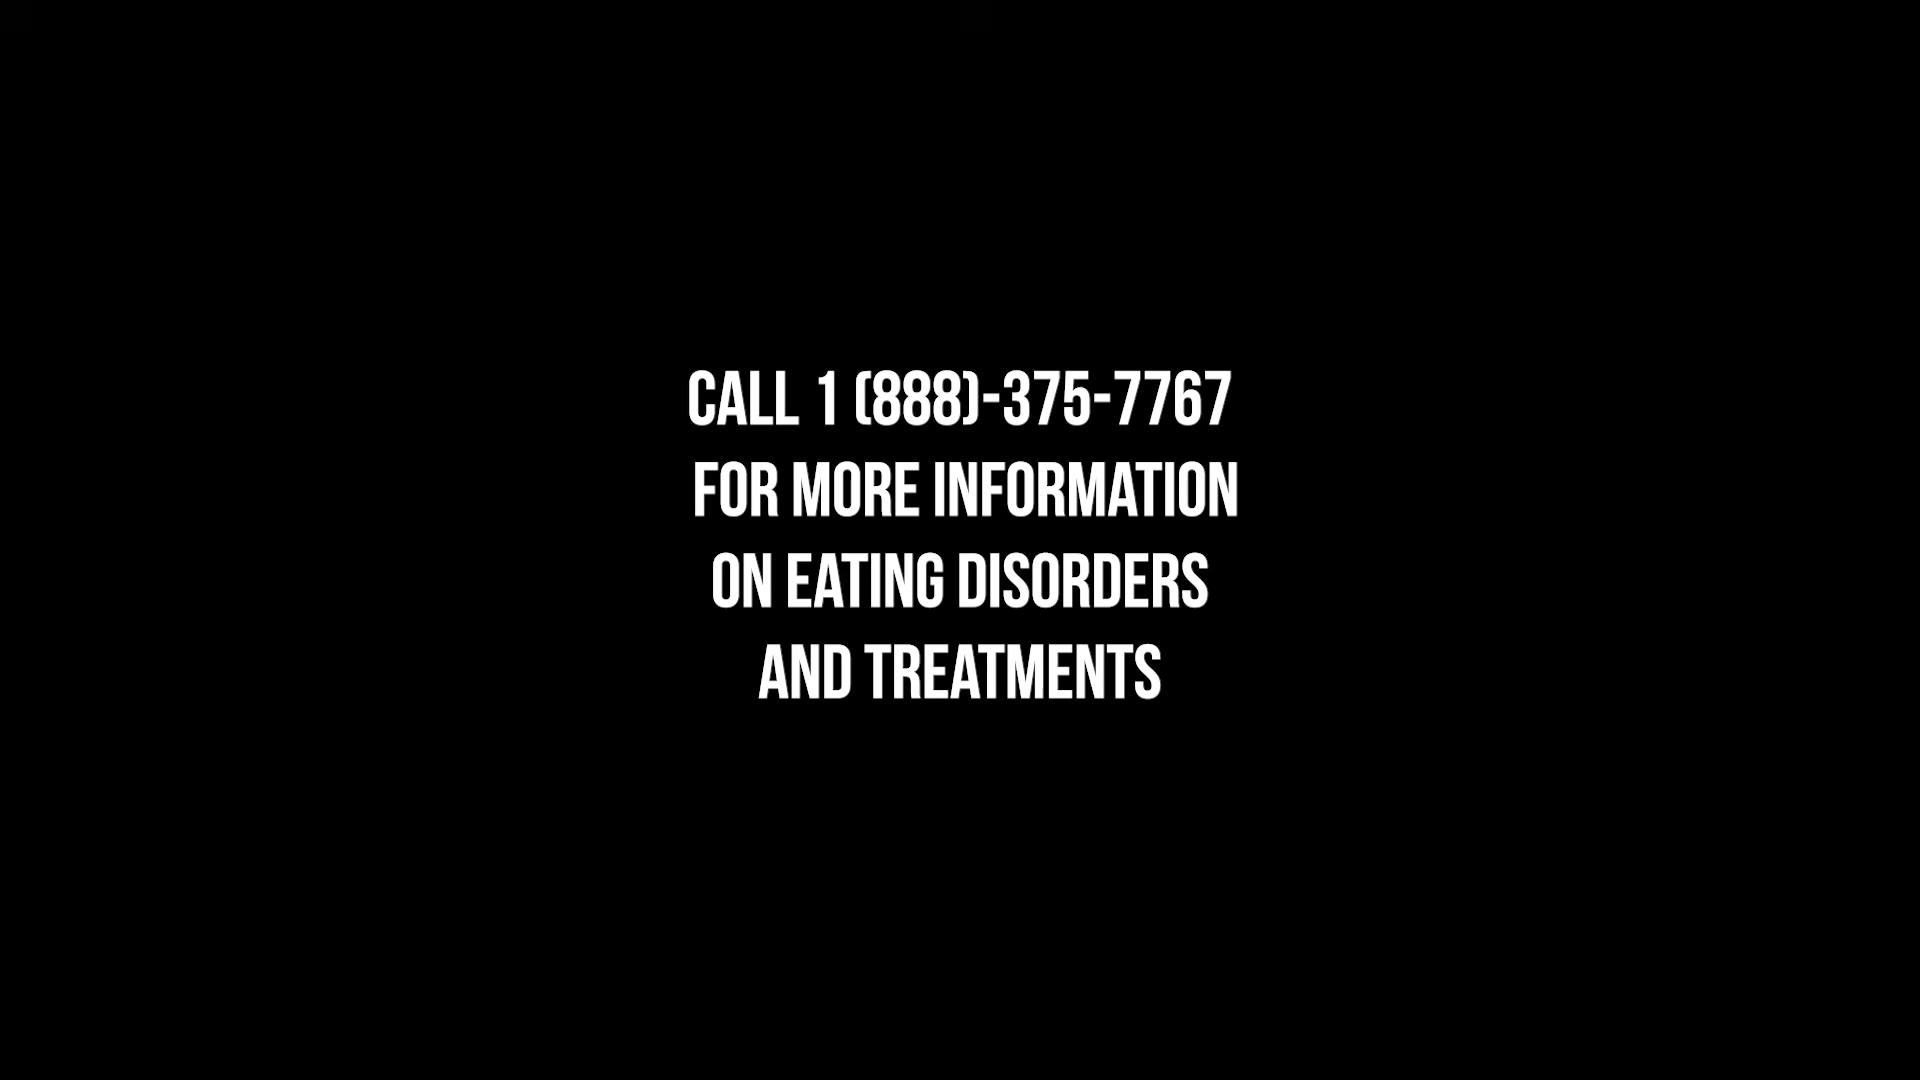 CALL 1 (888)-375-7767
FOR MORE INFORMATION
ON EATING DISORDERS
AND TREATMENTS